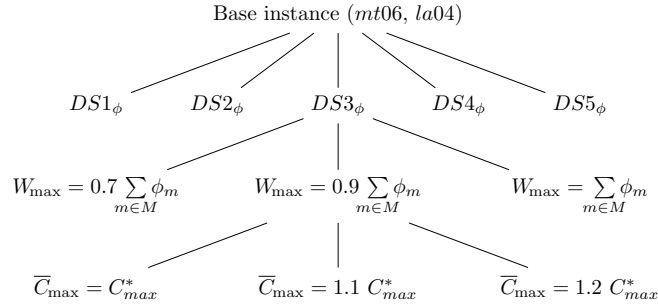 Base instance (mt06, la04)
DS1_ϕ DS2_ϕ DS3_ϕ DS4_ϕ DS5_ϕ
W_max = 0.7 ∑_{m∈M} ϕ_m W_max = 0.9 ∑_{m∈M} ϕ_m W_max = ∑_{m∈M} ϕ_m
C̅_max = C*_max C̅_max = 1.1 C*_max C̅_max = 1.2 C*_max